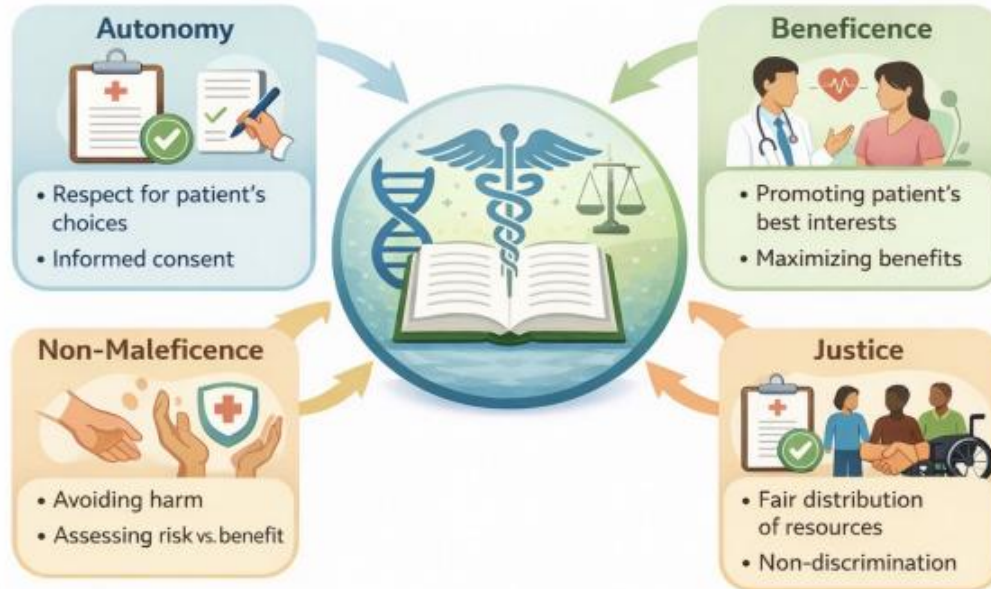 Autonomy
• Respect for patient's
choices
• Informed consent
Beneficence
• Promoting patient's
best interests
• Maximizing benefits
Non-Maleficence
• Avoiding harm
• Assessing risk vs. benefit
Justice
• Fair distribution
of resources
• Non-discrimination